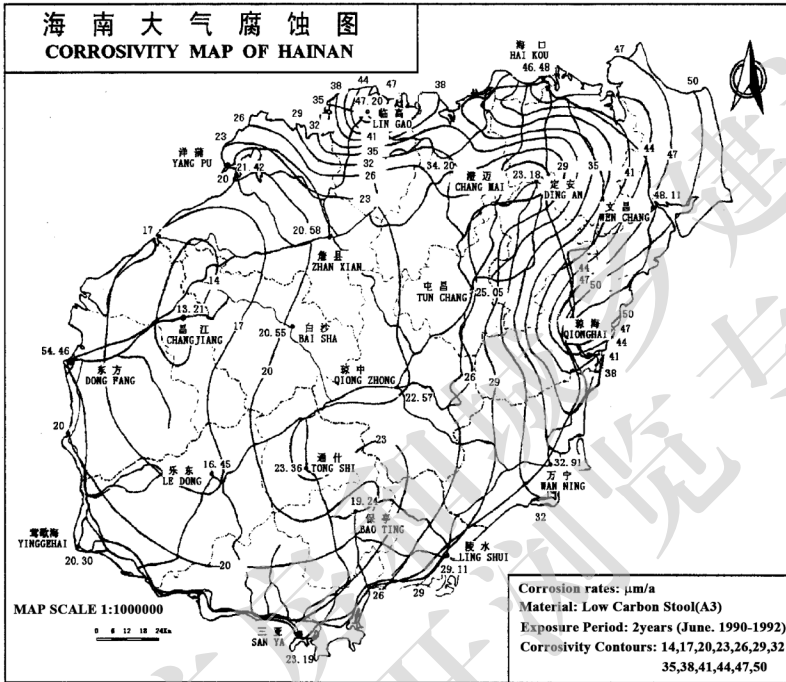 海南大气腐蚀图
CORROSIVITY MAP OF HAINAN
海口
HAI KOU
46.48
47
50
38
44
47
35
47.20
38
临高
LIN GAO
26
29
32
41
23
35
44
洋浦
YANG PU
32
34.20
澄迈
CHANG MAI
23.18
29
35
47
21.42
26
定安
DING AN
41
20
23
文昌
WEN CHANG
48.11
17
20.58
儋县
ZHAN XIAN
14
屯昌
TUN CHANG
25.05
44
47
50
13.21
昌江
CHANGJIANG
17
20.55
白沙
BAI SHA
琼海
QIONGHAI
50
47
44
54.46
东方
DONG FANG
20
琼中
QIONG ZHONG
26
29
41
38
22.57
20
23
乐东
LE DONG
16.45
通什
TONG SHI
23.36
32.91
万宁
WAN NING
19.24
保亭
BAO TING
32
莺歌海
YINGGEHAI
20.30
陵水
LING SHUI
29.11
20
26
29
MAP SCALE 1:1000000
0 6 12 18 24Km
三亚
SAN YA
23.19
Corrosion rates: μm/a
Material: Low Carbon Stool(A3)
Exposure Period: 2years (June. 1990-1992)
Corrosivity Contours: 14,17,20,23,26,29,32
35,38,41,44,47,50